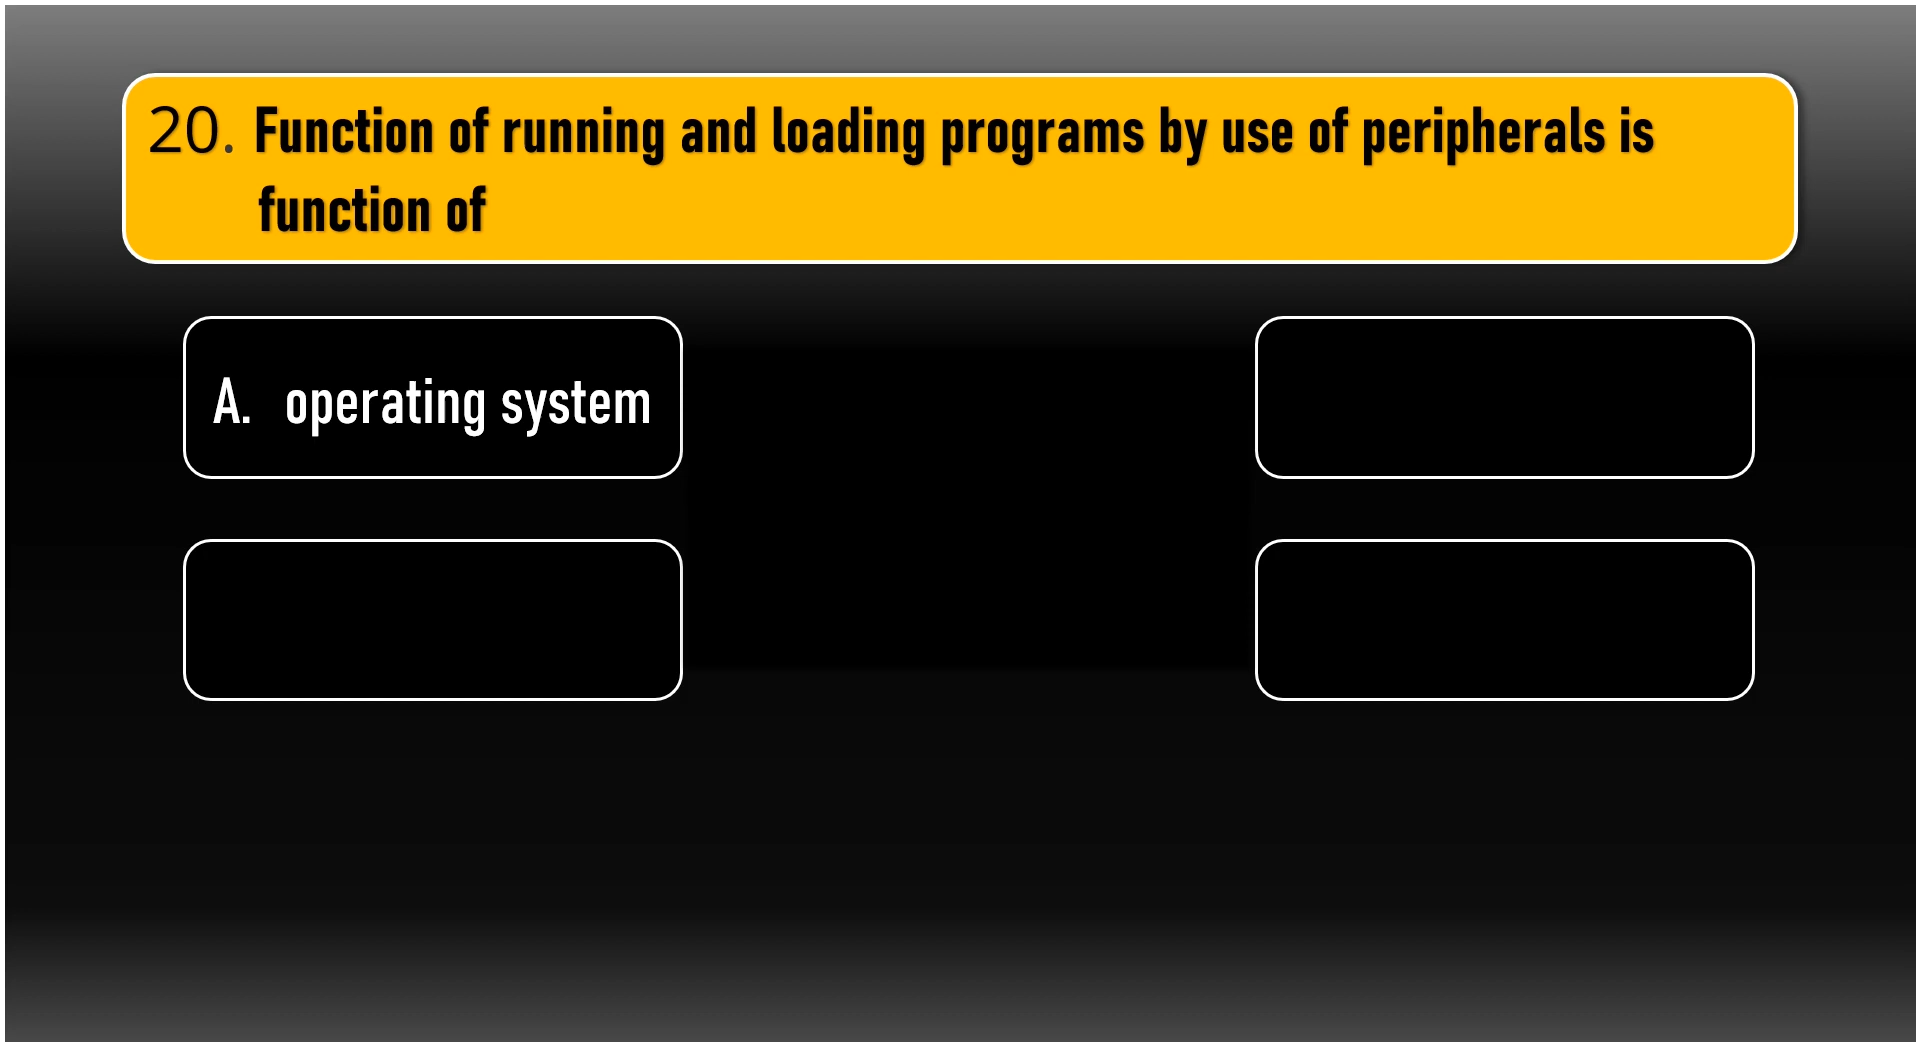 20. Function of running and loading programs by use of peripherals is
function of
A. operating system